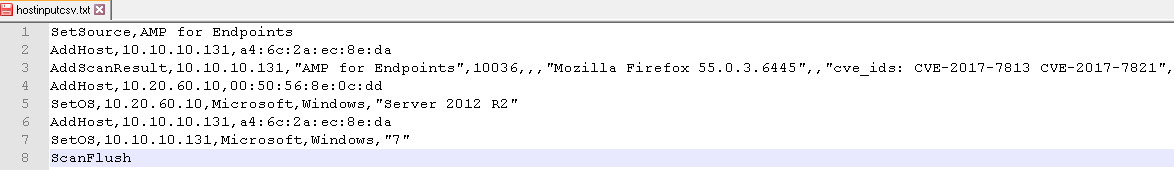 hostinputcsv.txt
1 SetSource,AMP for Endpoints
2 AddHost,10.10.10.131,a4:6c:2a:ec:8e:da
3 AddScanResult,10.10.10.131,"AMP for Endpoints",10036,,,"Mozilla Firefox 55.0.3.6445",,"cve_ids: CVE-2017-7813 CVE-2017-7821",
4 AddHost,10.20.60.10,00:50:56:8e:0c:dd
5 SetOS,10.20.60.10,Microsoft,Windows,"Server 2012 R2"
6 AddHost,10.10.10.131,a4:6c:2a:ec:8e:da
7 SetOS,10.10.10.131,Microsoft,Windows,"7"
8 ScanFlush